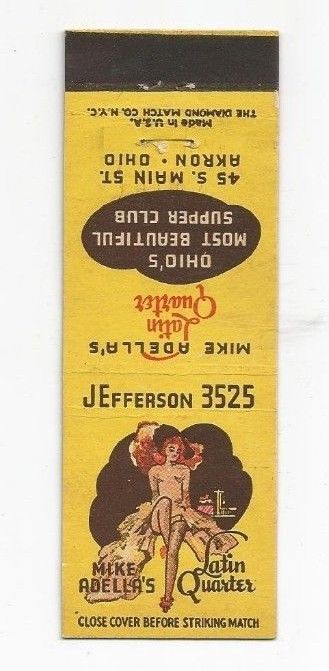 Made in U.S.A.
THE DIAMOND MATCH CO. N.Y.C.
45 S. MAIN ST.
AKRON • OHIO
OHIO'S
MOST BEAUTIFUL
SUPPER CLUB
MIKE ADELLA'S
Latin
Quarter
JEFFERSON 3525
MIKE
ADELLA'S
Latin
Quarter
CLOSE COVER BEFORE STRIKING MATCH